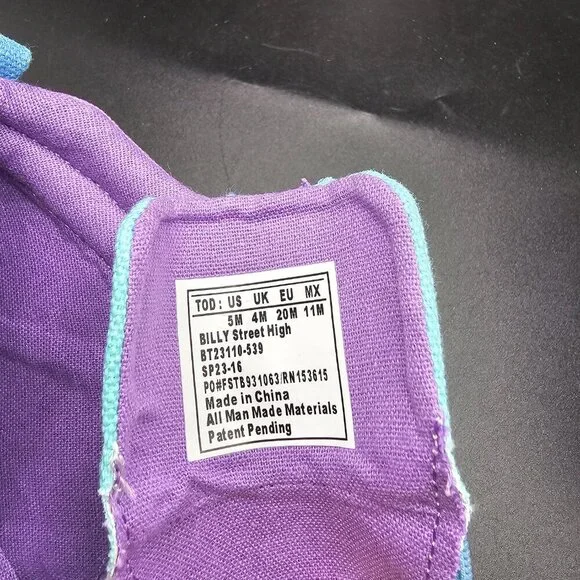 TOD: US UK EU MX
5M 4M 20M 11M
BILLY Street High
BT23110-539
SP23-16
PO#FSTB931063/RN153615
Made in China
All Man Made Materials
Patent Pending